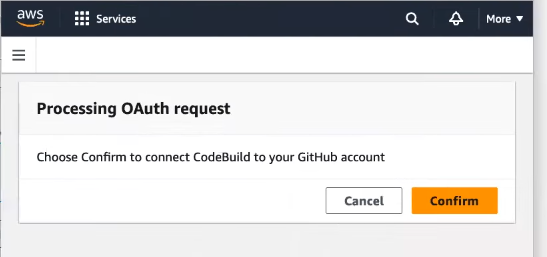 aws
Services
More
Processing OAuth request
Choose Confirm to connect CodeBuild to your GitHub account
Cancel
Confirm